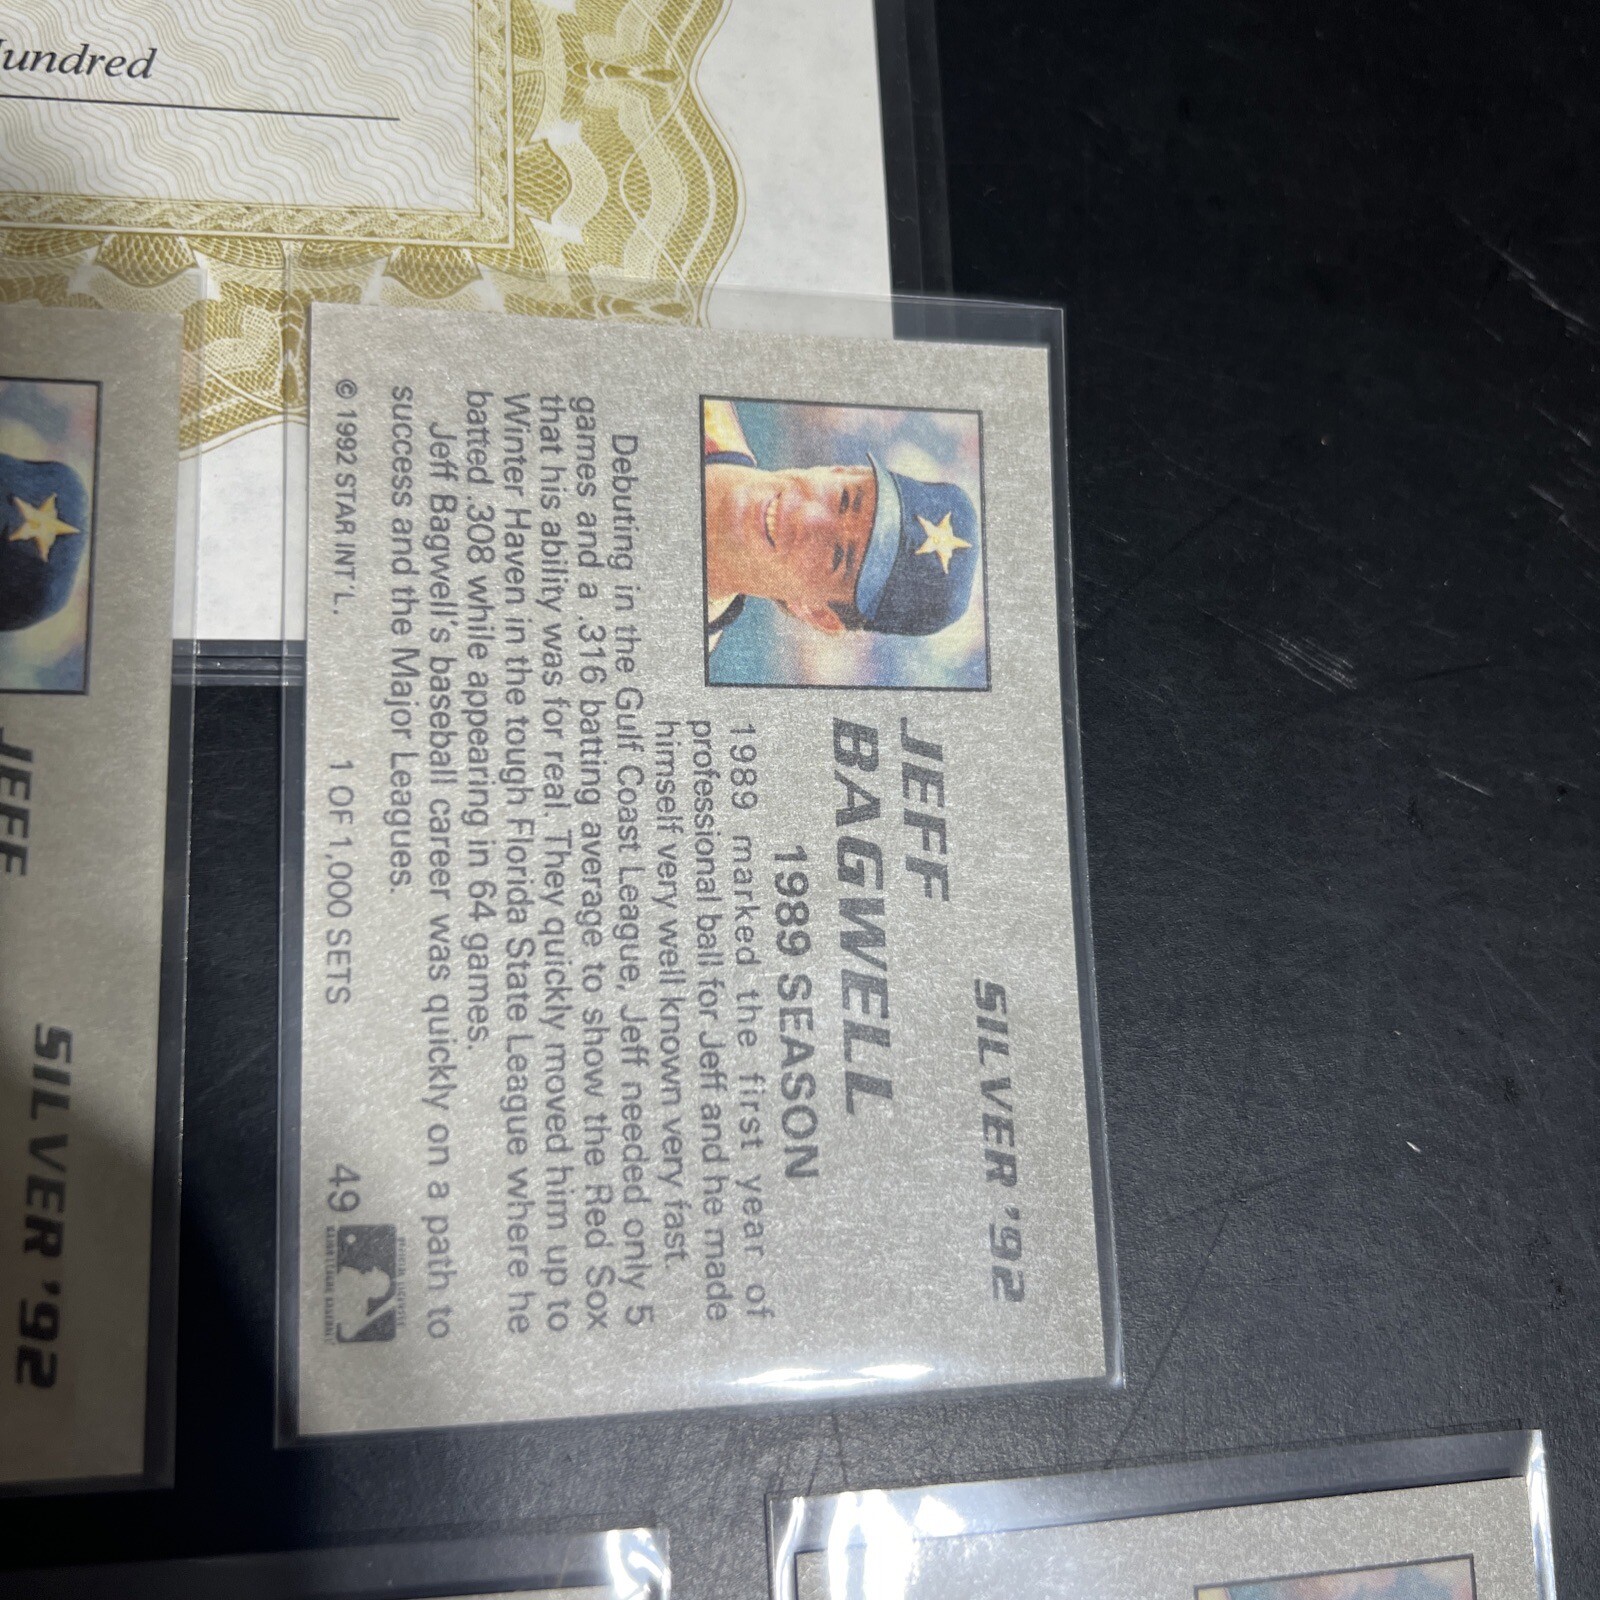 Hundred
SILVER '92
JEFF
BAGWELL
1989 SEASON
1989 marked the first year of
professional ball for Jeff and he made
himself very well known very fast.
Debuting in the Gulf Coast League, Jeff needed only 5
games and a .316 batting average to show the Red Sox
that his ability was for real. They quickly moved him up to
Winter Haven in the tough Florida State League where he
batted .308 while appearing in 64 games.
Jeff Bagwell's baseball career was quickly on a path to
success and the Major Leagues.
© 1992 STAR INT'L. 1 OF 1,000 SETS 49
SILVER '92
JEFF